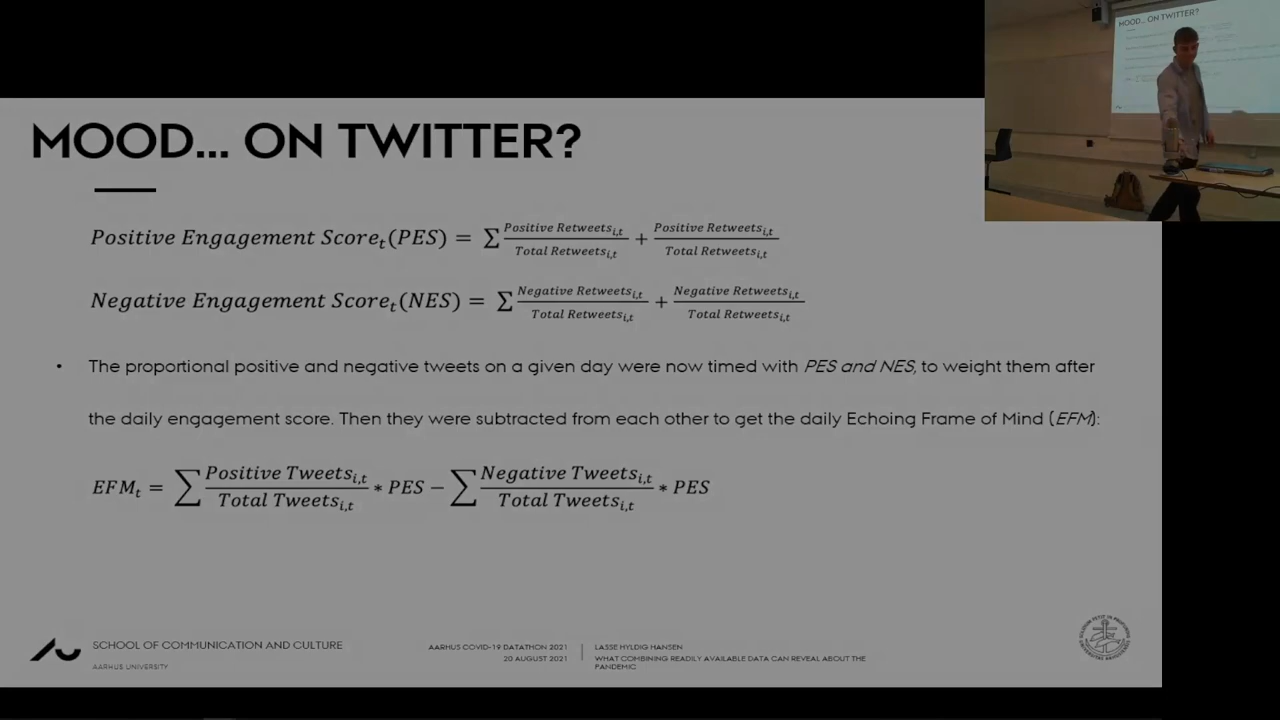 MOOD... ON TWITTER?
MOOD... ON TWITTER?
Positive Engagement Score_t(PES) = ∑ Positive Retweets_i,t / Total Retweets_i,t + Positive Retweets_i,t / Total Retweets_i,t
Negative Engagement Score_t(NES) = ∑ Negative Retweets_i,t / Total Retweets_i,t + Negative Retweets_i,t / Total Retweets_i,t
• The proportional positive and negative tweets on a given day were now timed with PES and NES, to weight them after
the daily engagement score. Then they were subtracted from each other to get the daily Echoing Frame of Mind (EFM):
EFM_t = ∑ Positive Tweets_i,t / Total Tweets_i,t * PES − ∑ Negative Tweets_i,t / Total Tweets_i,t * PES
SCHOOL OF COMMUNICATION AND CULTURE
AARHUS UNIVERSITY
AARHUS COVID-19 DATATHON 2021
20 AUGUST 2021
LASSE HYLDIG HANSEN
WHAT COMBINING READILY AVAILABLE DATA CAN REVEAL ABOUT THE
PANDEMIC